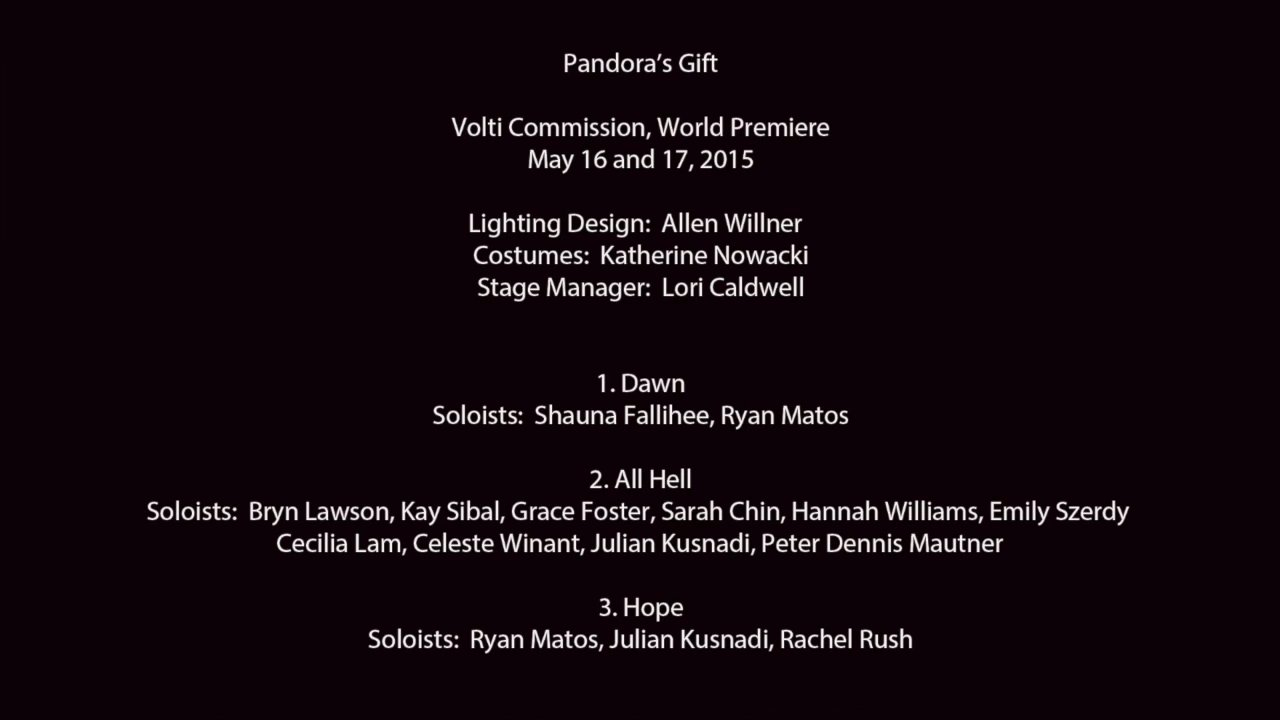 Pandora’s Gift
Volti Commission, World Premiere
May 16 and 17, 2015
Lighting Design:  Allen Willner
Costumes:  Katherine Nowacki
Stage Manager:  Lori Caldwell
1. Dawn
Soloists:  Shauna Fallihee, Ryan Matos
2. All Hell
Soloists:  Bryn Lawson, Kay Sibal, Grace Foster, Sarah Chin, Hannah Williams, Emily Szerdy
Cecilia Lam, Celeste Winant, Julian Kusnadi, Peter Dennis Mautner
3. Hope
Soloists:  Ryan Matos, Julian Kusnadi, Rachel Rush